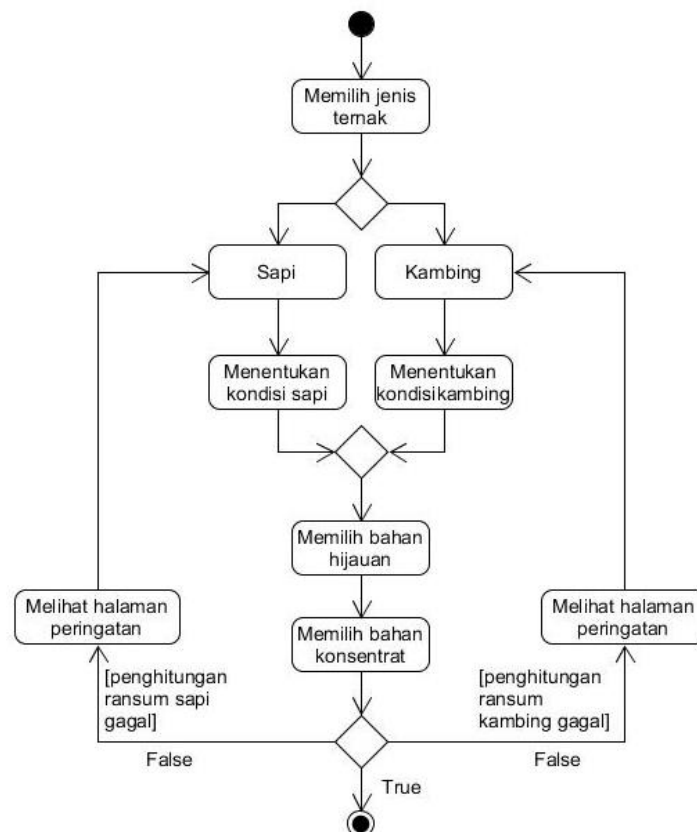 Memilih jenis
ternak
Sapi
Kambing
Menentukan
kondisi sapi
Menentukan
kondisikambing
Memilih bahan
hijauan
Melihat halaman
peringatan
Memilih bahan
konsentrat
Melihat halaman
peringatan
[penghitungan
ransum sapi
gagal]
[penghitungan
ransum
kambing gagal]
False
False
True